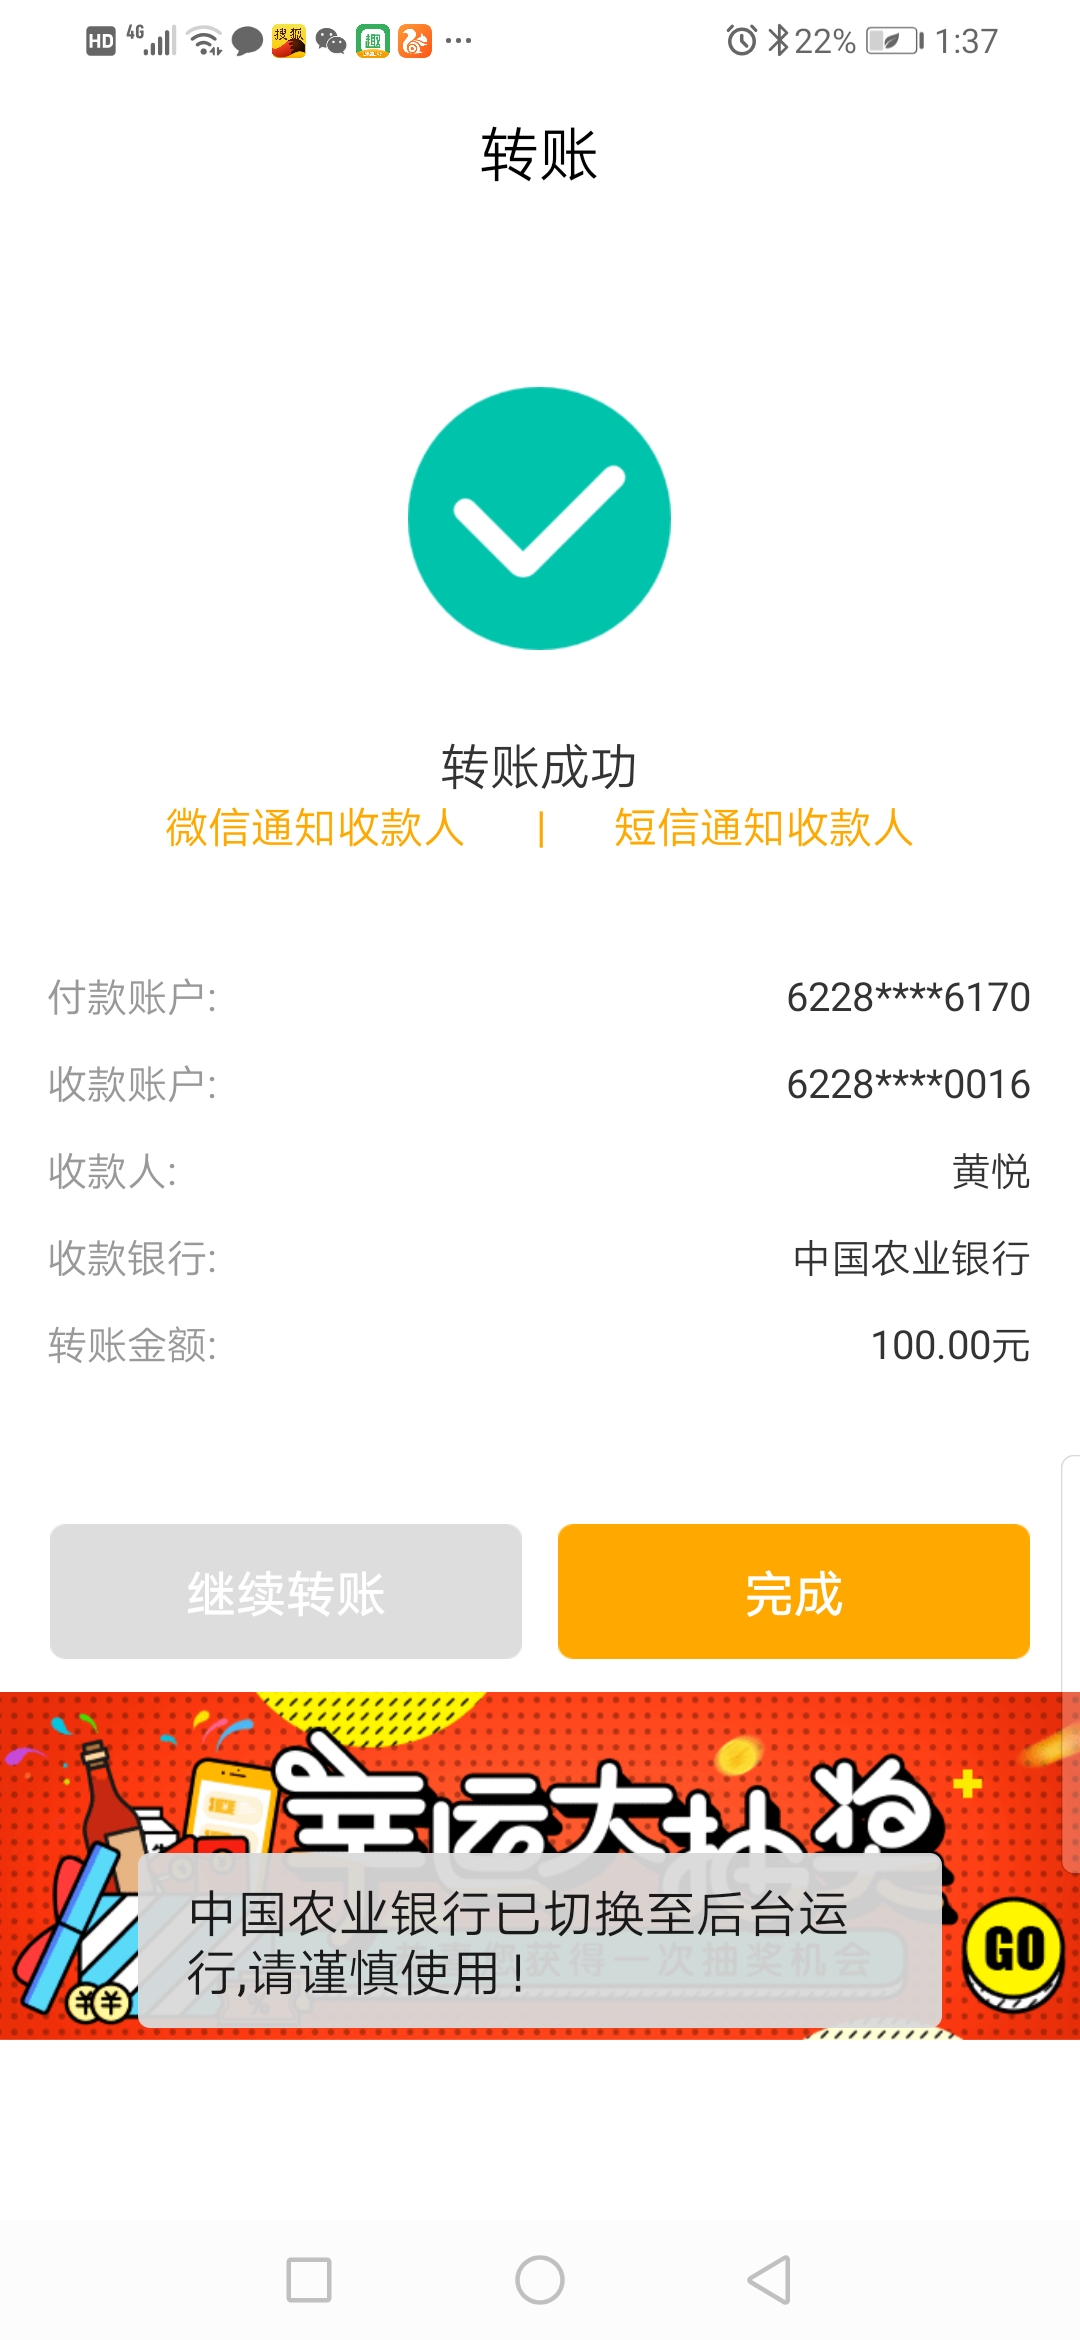 HD 4G 搜狐 趣 22% 1:37
转账
转账成功
微信通知收款人 | 短信通知收款人
付款账户: 6228****6170
收款账户: 6228****0016
收款人: 黄悦
收款银行: 中国农业银行
转账金额: 100.00元
继续转账 完成
幸运大抽奖
中国农业银行已切换至后台运
行,请谨慎使用!
获得一次抽奖机会
GO
¥¥